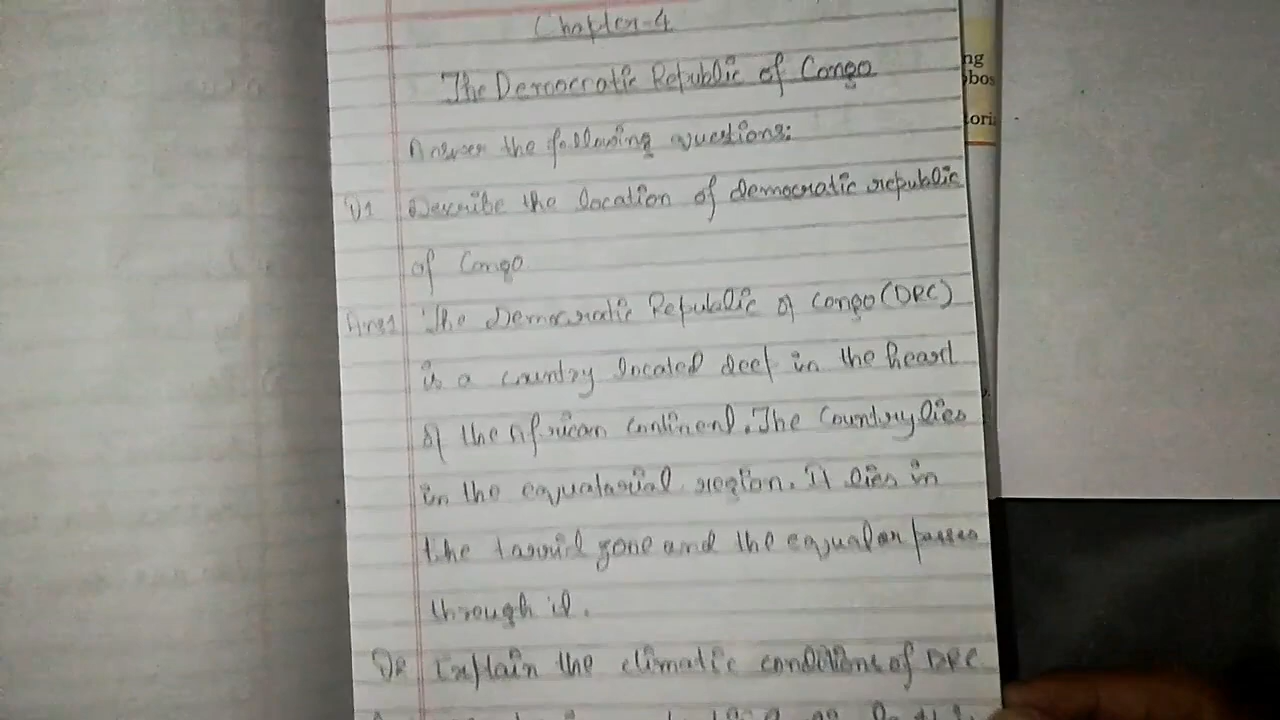 Chapter-4
The Democratic Republic of Congo
Answer the following questions:
Q1 Describe the location of democratic republic
of Congo
Ans1 The Democratic Republic of Congo (DRC)
is a country located deep in the heart
of the African continent. The Country lies
in the equatorial region. It lies in
the torrid zone and the equator passes
through it.
Q2 Explain the climatic conditions of DRC
ng
obos
oria